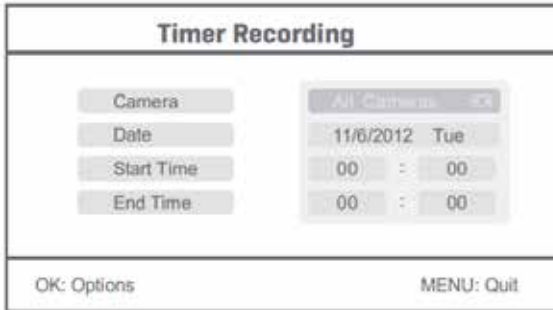 Timer Recording
Camera All Cameras
Date 11/6/2012 Tue
Start Time 00 : 00
End Time 00 : 00
OK: Options MENU: Quit